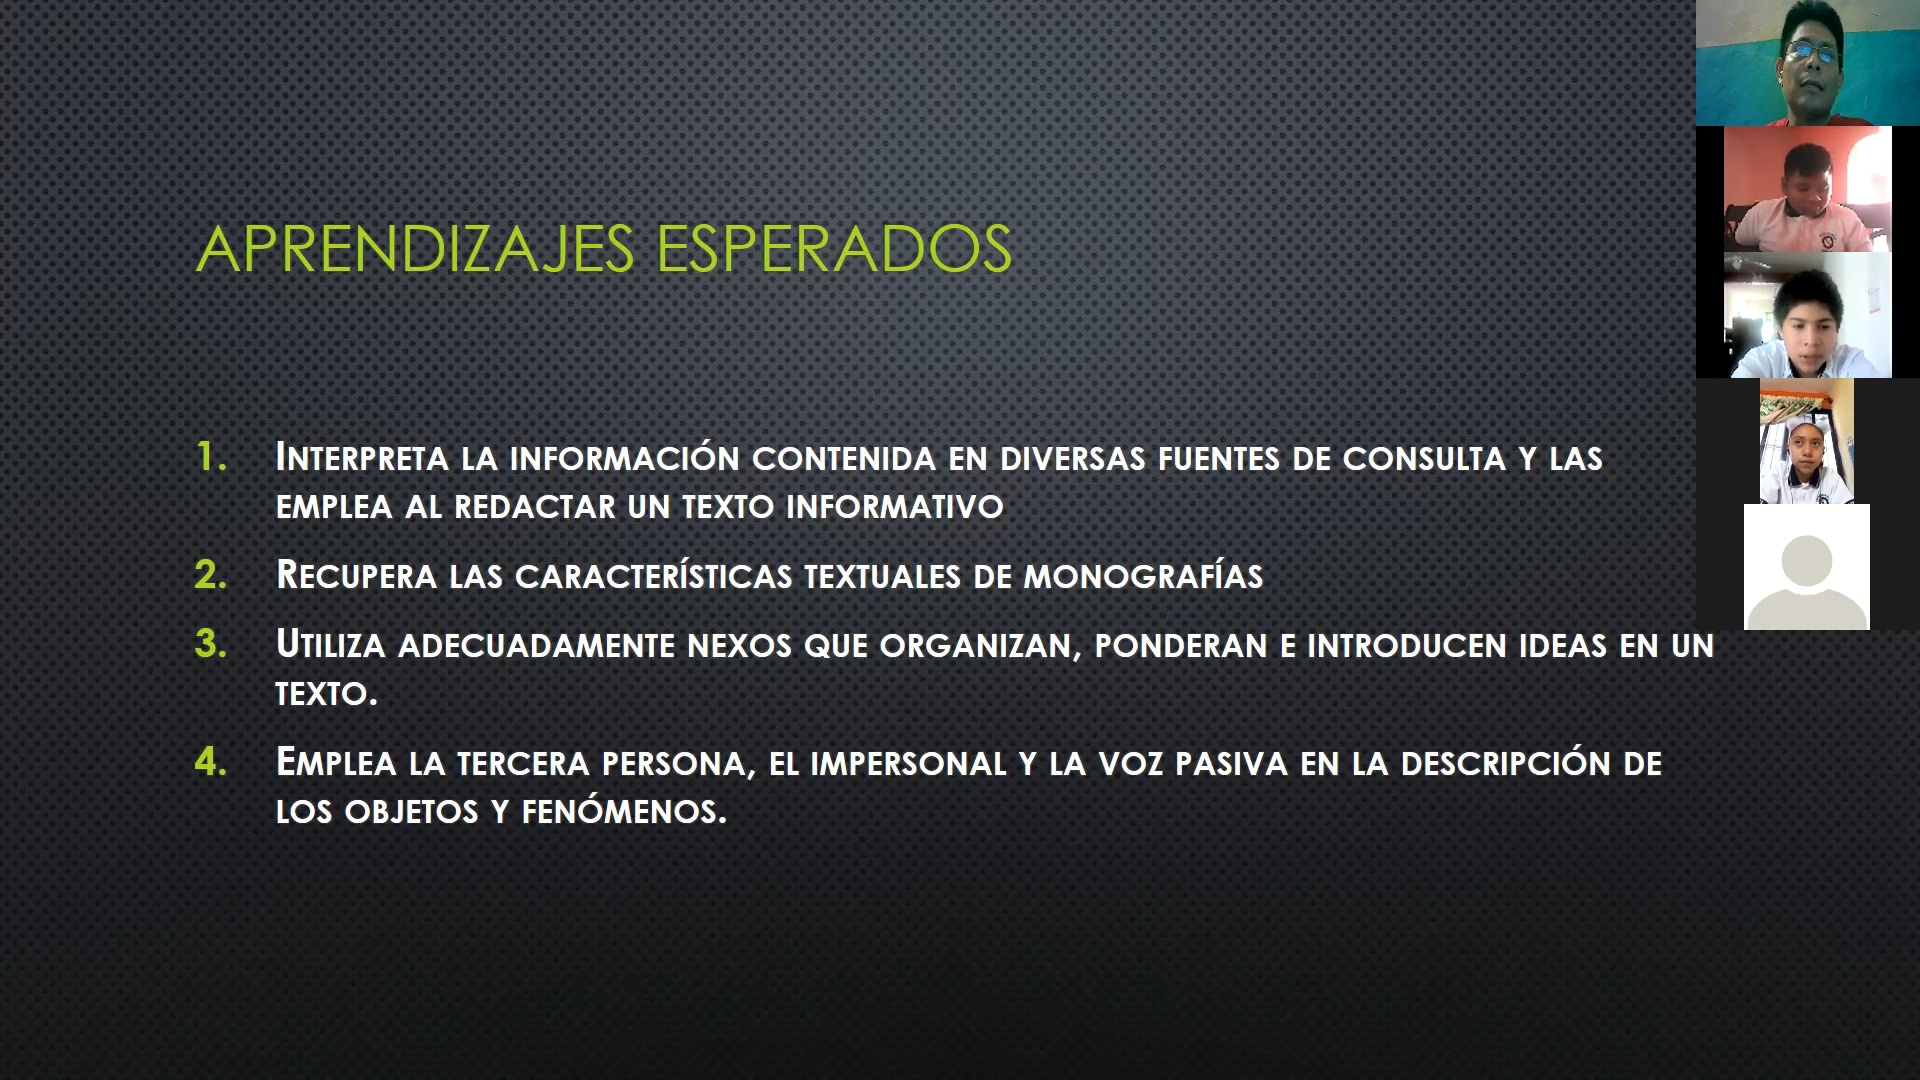 APRENDIZAJES ESPERADOS
1. INTERPRETA LA INFORMACIÓN CONTENIDA EN DIVERSAS FUENTES DE CONSULTA Y LAS
EMPLEA AL REDACTAR UN TEXTO INFORMATIVO
2. RECUPERA LAS CARACTERÍSTICAS TEXTUALES DE MONOGRAFÍAS
3. UTILIZA ADECUADAMENTE NEXOS QUE ORGANIZAN, PONDERAN E INTRODUCEN IDEAS EN UN
TEXTO.
4. EMPLEA LA TERCERA PERSONA, EL IMPERSONAL Y LA VOZ PASIVA EN LA DESCRIPCIÓN DE
LOS OBJETOS Y FENÓMENOS.